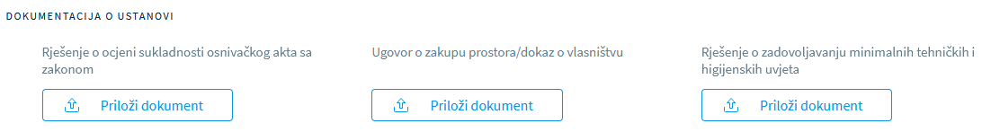 DOKUMENTACIJA O USTANOVI
Rješenje o ocjeni sukladnosti osnivačkog akta sa
zakonom
Priloži dokument
Ugovor o zakupu prostora/dokaz o vlasništvu
Priloži dokument
Rješenje o zadovoljavanju minimalnih tehničkih i
higijenskih uvjeta
Priloži dokument